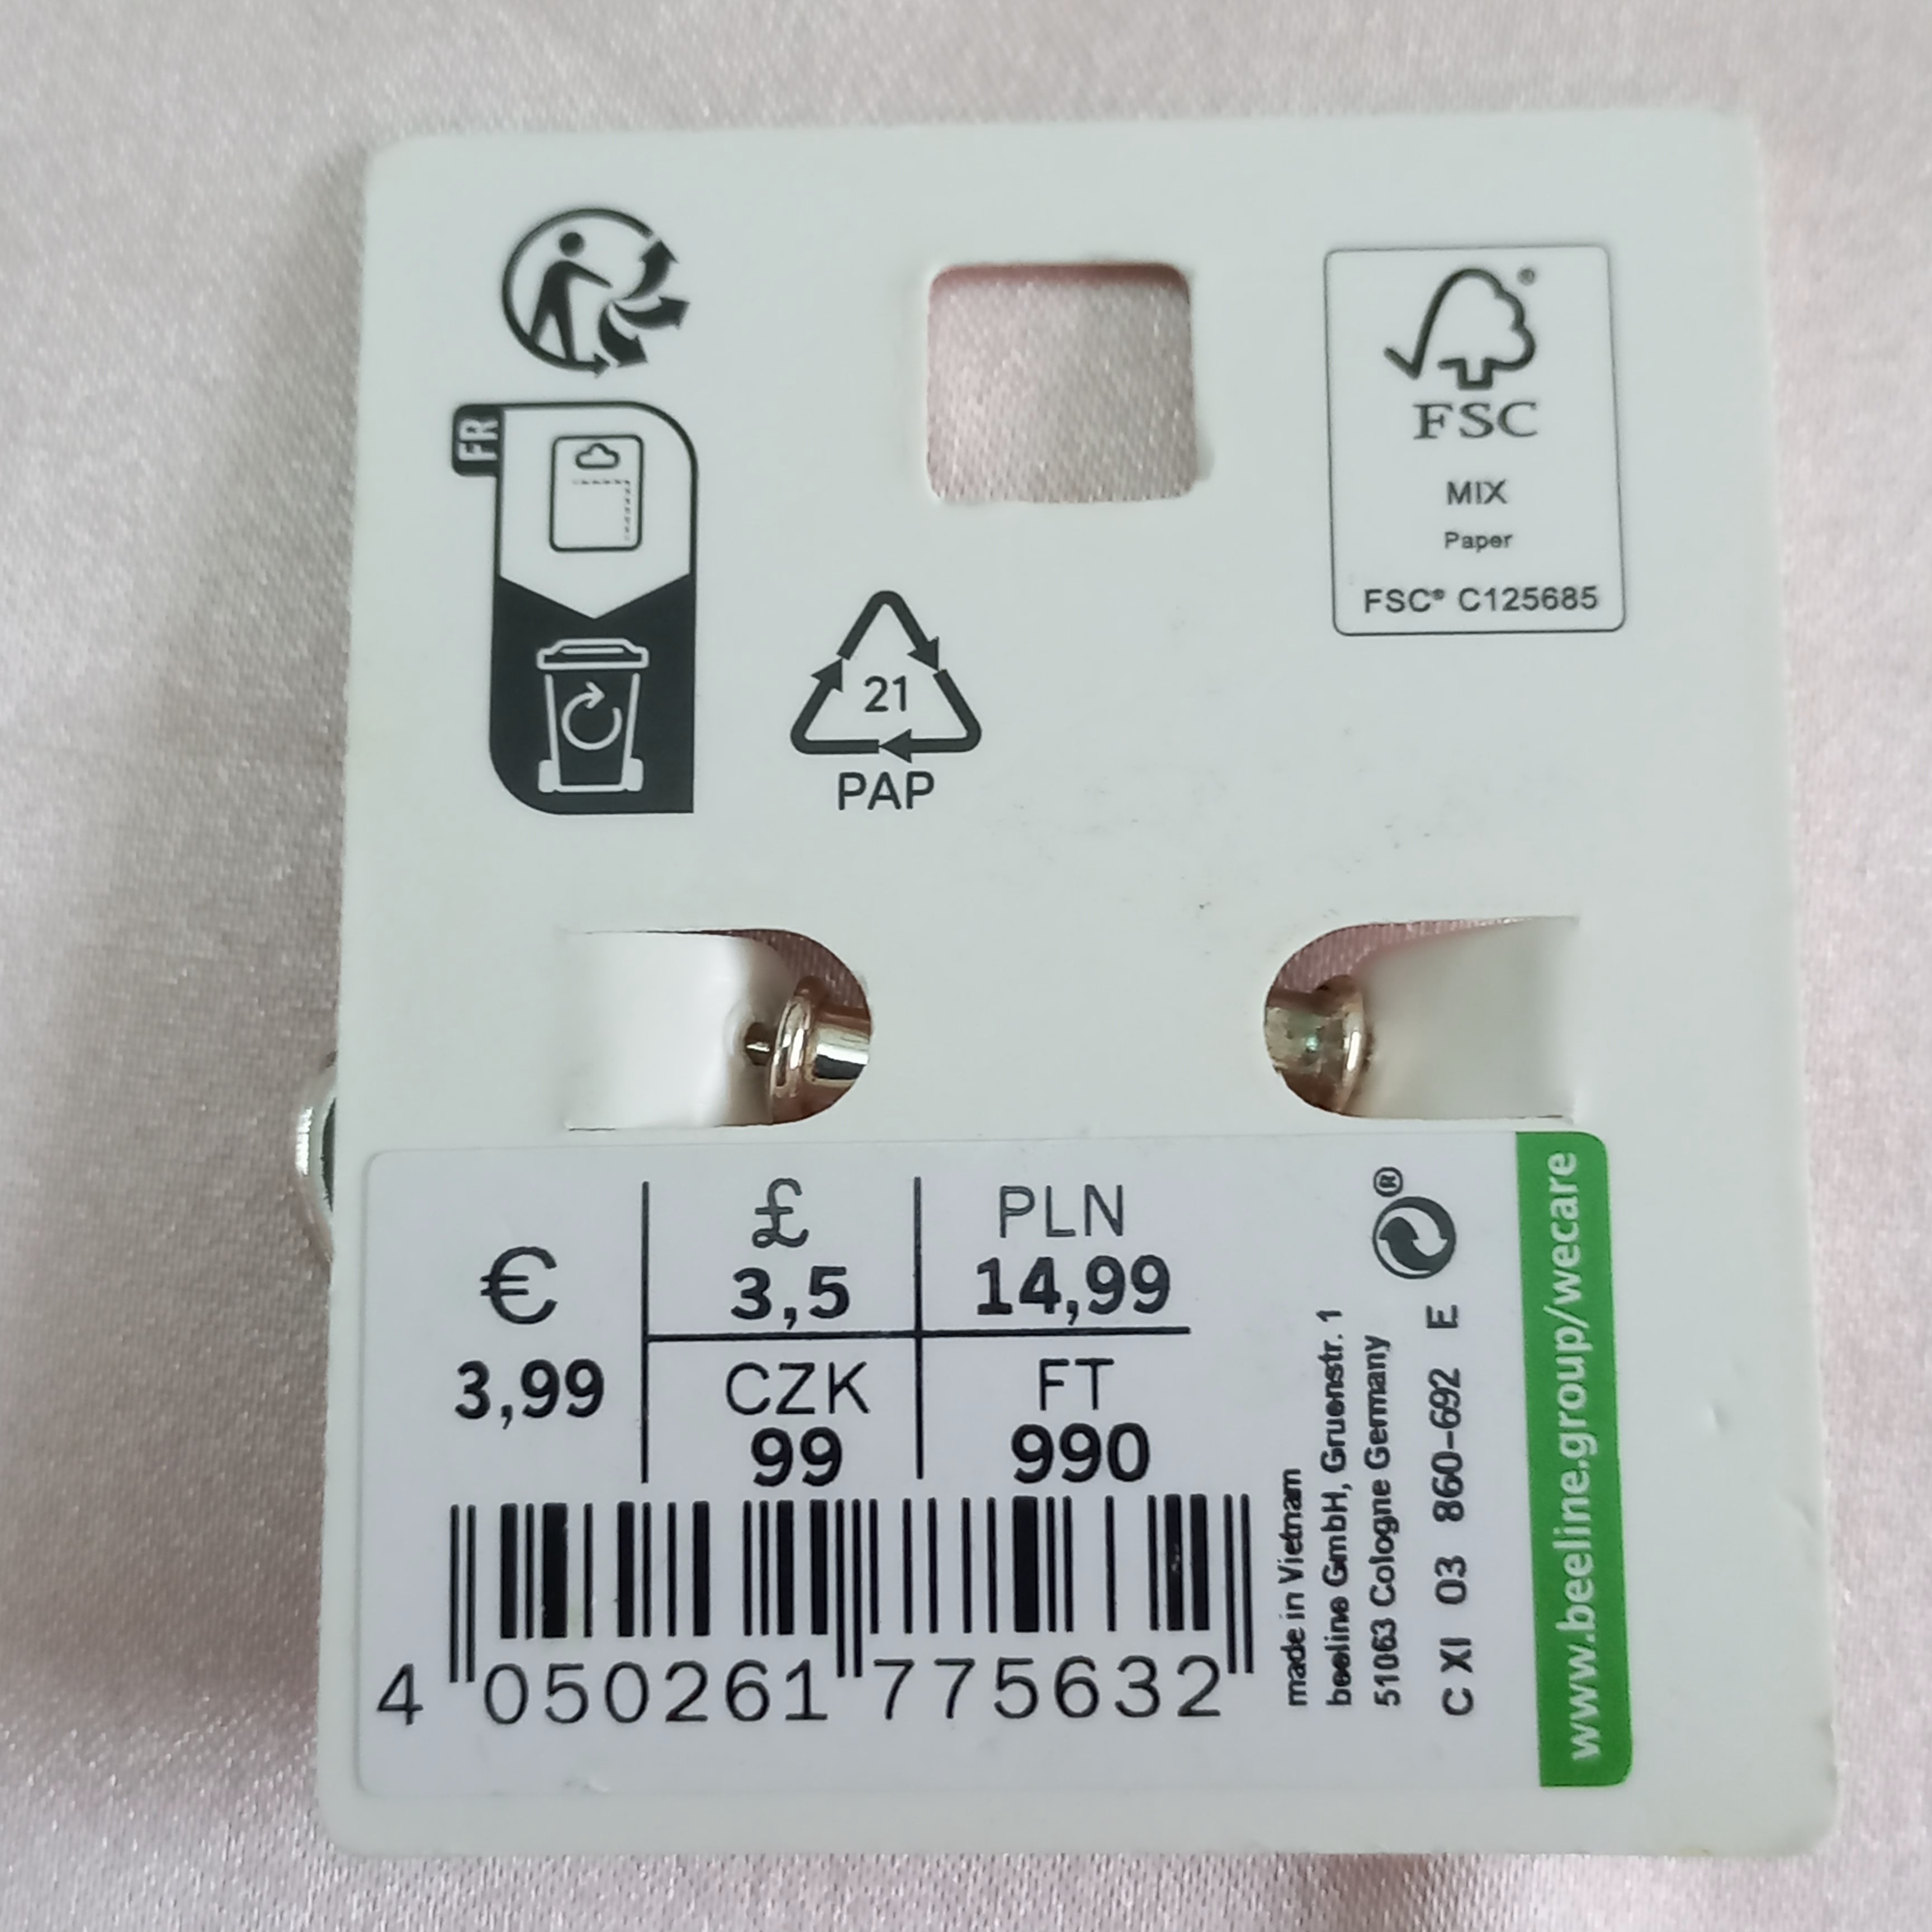 FR
21
PAP
®
FSC
MIX
Paper
FSC® C125685
€
3,99
£
3,5
PLN
14,99
CZK
99
FT
990
4 050261 775632
made in Vietnam
beeline GmbH, Gruenstr. 1
51063 Cologne Germany
®
C XI 03 860-692 E
www.beeline.group/wecare